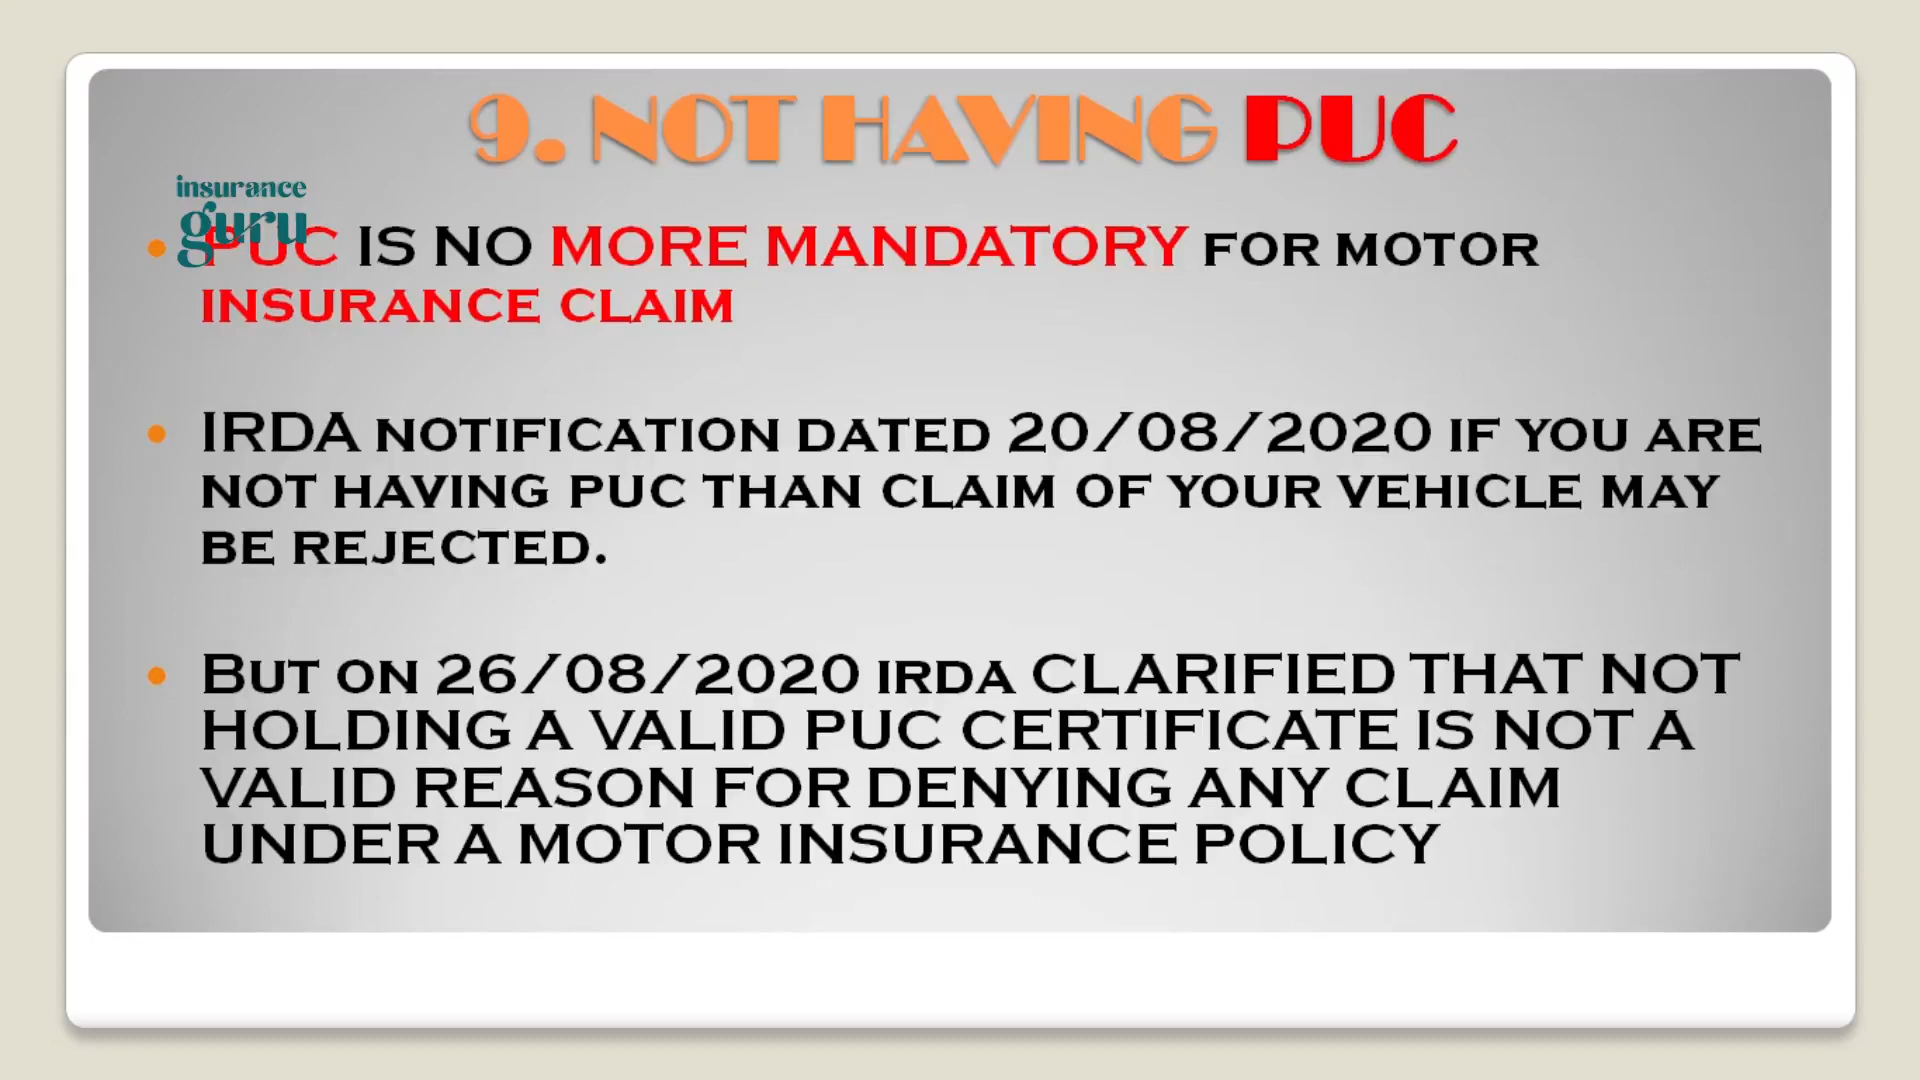 9. NOT HAVING PUC
insurance
guru
PUC IS NO MORE MANDATORY FOR MOTOR
INSURANCE CLAIM
IRDA NOTIFICATION DATED 20/08/2020 IF YOU ARE
NOT HAVING PUC THAN CLAIM OF YOUR VEHICLE MAY
BE REJECTED.
BUT ON 26/08/2020 IRDA CLARIFIED THAT NOT
HOLDING A VALID PUC CERTIFICATE IS NOT A
VALID REASON FOR DENYING ANY CLAIM
UNDER A MOTOR INSURANCE POLICY